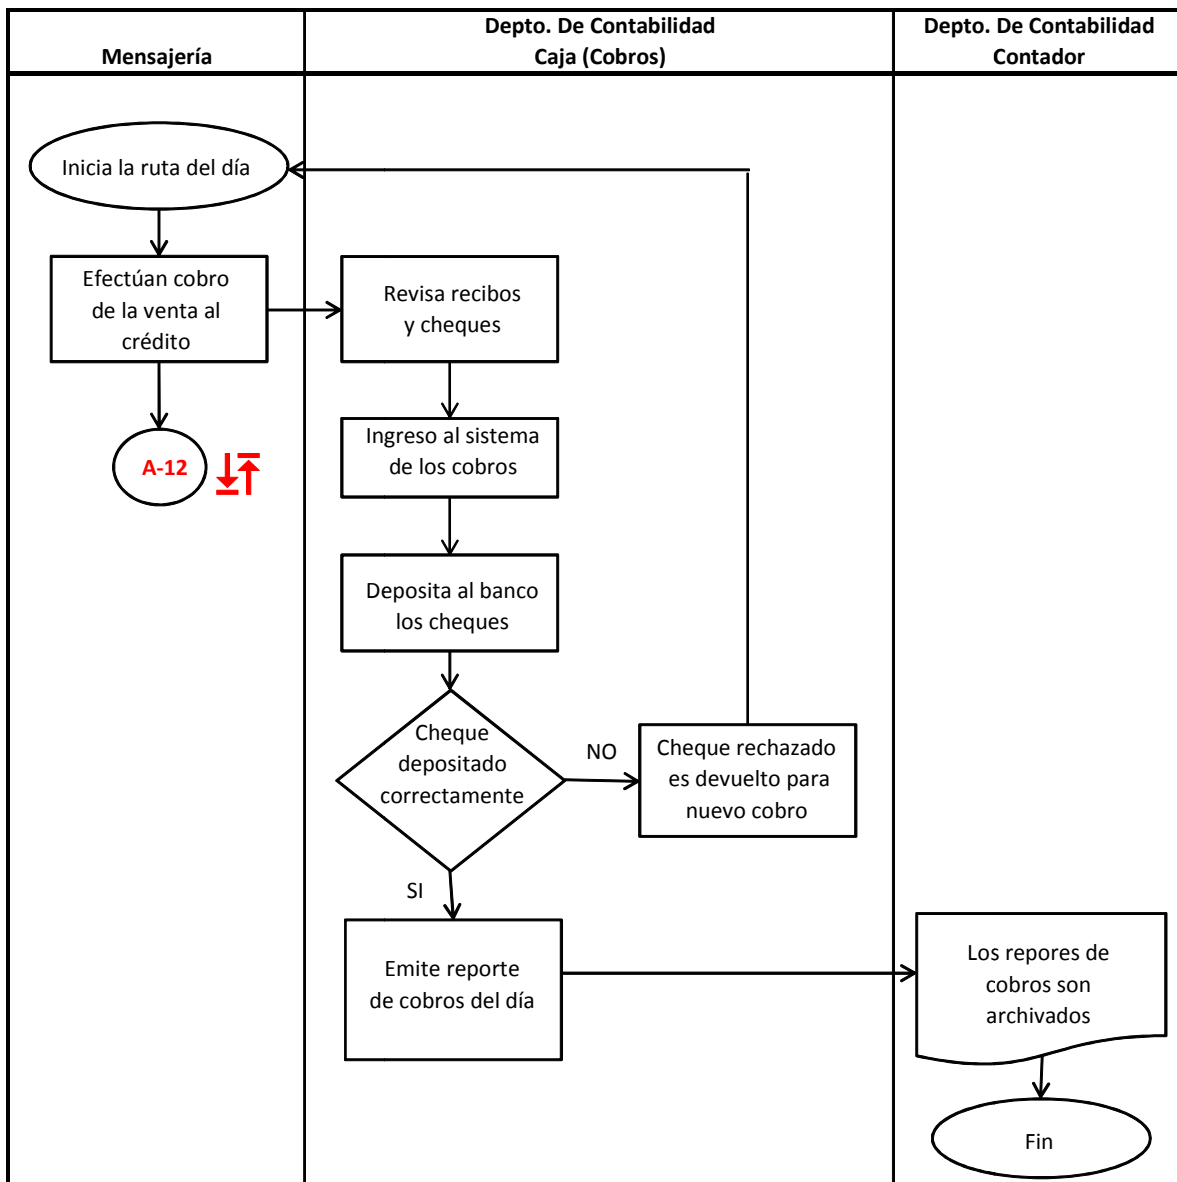 Mensajería
Depto. De Contabilidad
Caja (Cobros)
Depto. De Contabilidad
Contador
Inicia la ruta del día
Efectúan cobro
de la venta al
crédito
A-12
Revisa recibos
y cheques
Ingreso al sistema
de los cobros
Deposita al banco
los cheques
Cheque
depositado
correctamente
NO
Cheque rechazado
es devuelto para
nuevo cobro
SI
Emite reporte
de cobros del día
Los repores de
cobros son
archivados
Fin